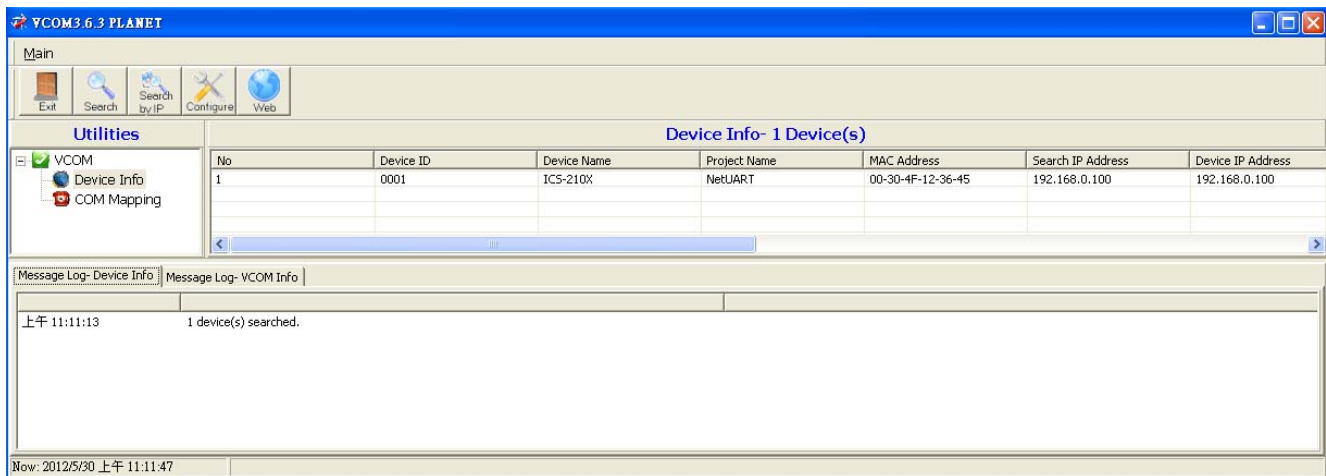 VCOM3.6.3 PLANET
Main
Exit
Search
Search by IP
Configure
Web
Utilities
Device Info- 1 Device(s)
VCOM
Device Info
COM Mapping
No Device ID Device Name Project Name MAC Address Search IP Address Device IP Address
1 0001 ICS-210X NetUART 00-30-4F-12-36-45 192.168.0.100 192.168.0.100
Message Log- Device Info Message Log- VCOM Info
上午 11:11:13 1 device(s) searched.
Now: 2012/5/30 上午 11:11:47